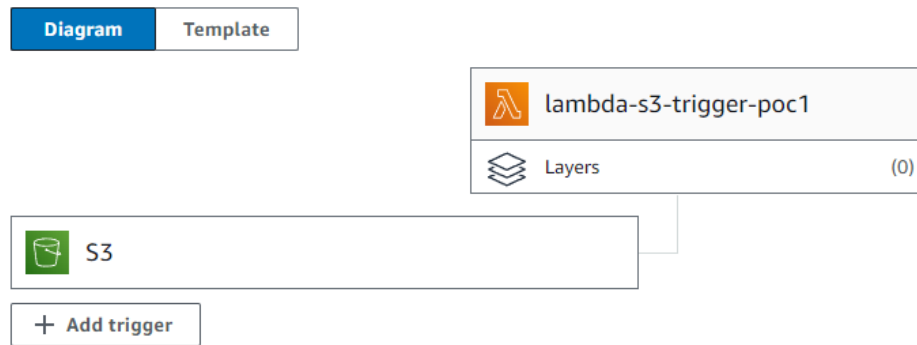 Diagram Template
lambda-s3-trigger-poc1
Layers (0)
S3
+ Add trigger